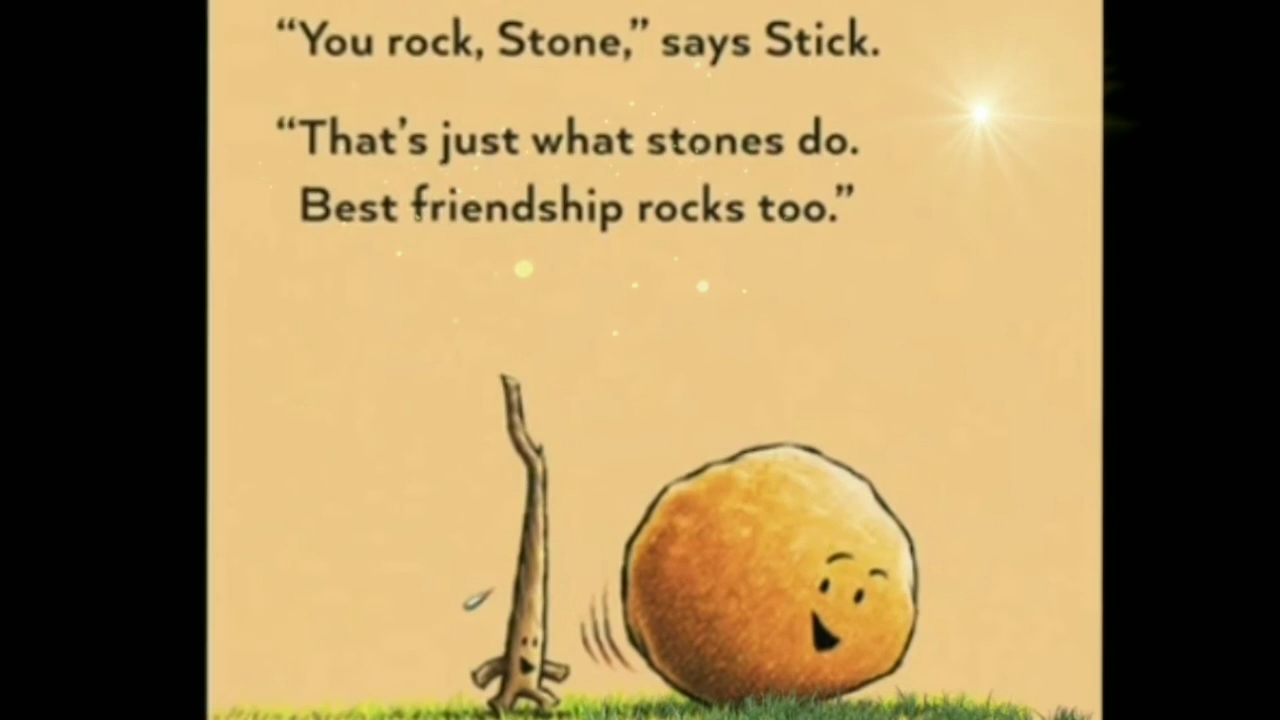 “You rock, Stone,” says Stick.
“That’s just what stones do.
Best friendship rocks too.”